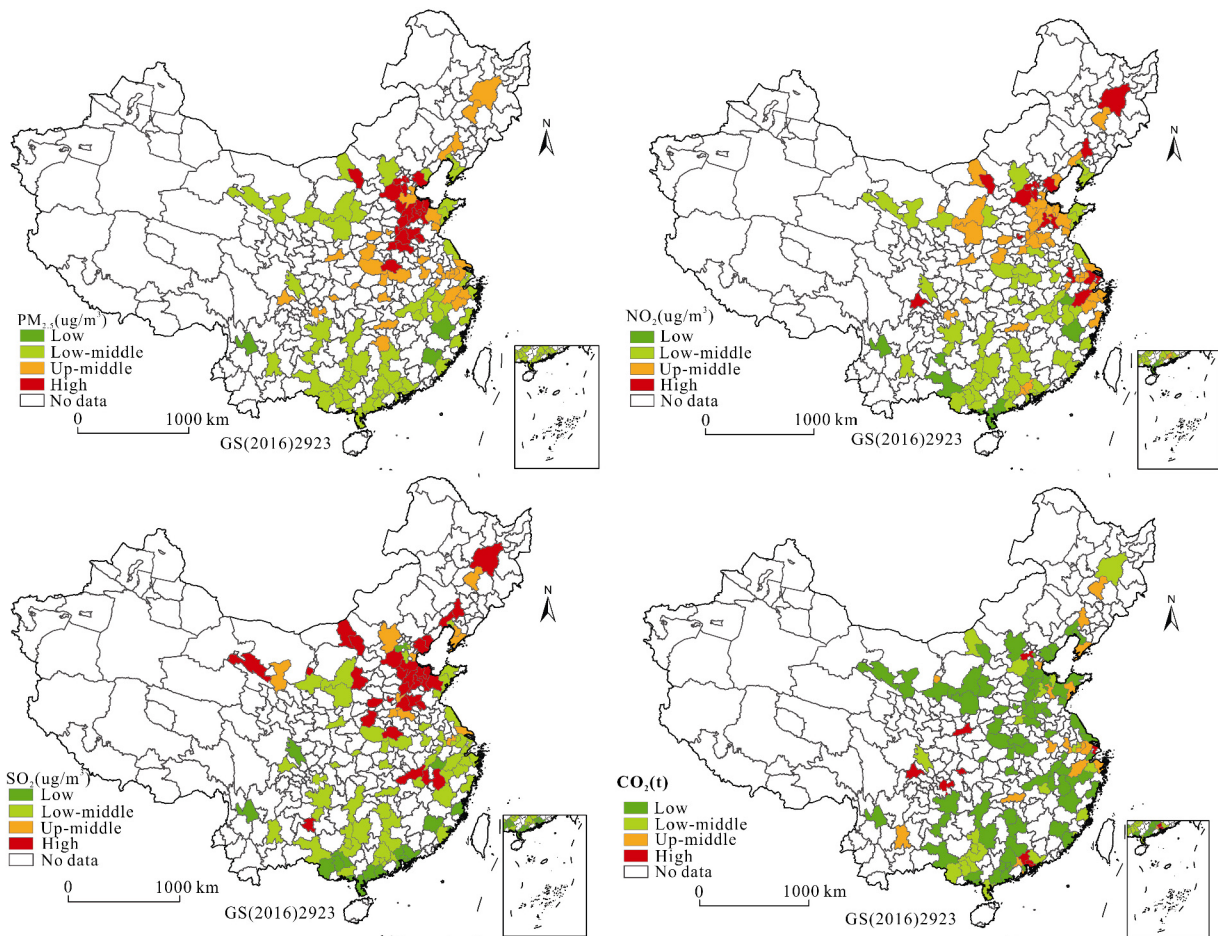 N
PM2.5(ug/m³)
Low
Low-middle
Up-middle
High
No data
0 1000 km
GS(2016)2923
N
NO2(ug/m³)
Low
Low-middle
Up-middle
High
No data
0 1000 km
GS(2016)2923
N
SO2(ug/m³)
Low
Low-middle
Up-middle
High
No data
0 1000 km
GS(2016)2923
N
CO2(t)
Low
Low-middle
Up-middle
High
No data
0 1000 km
GS(2016)2923